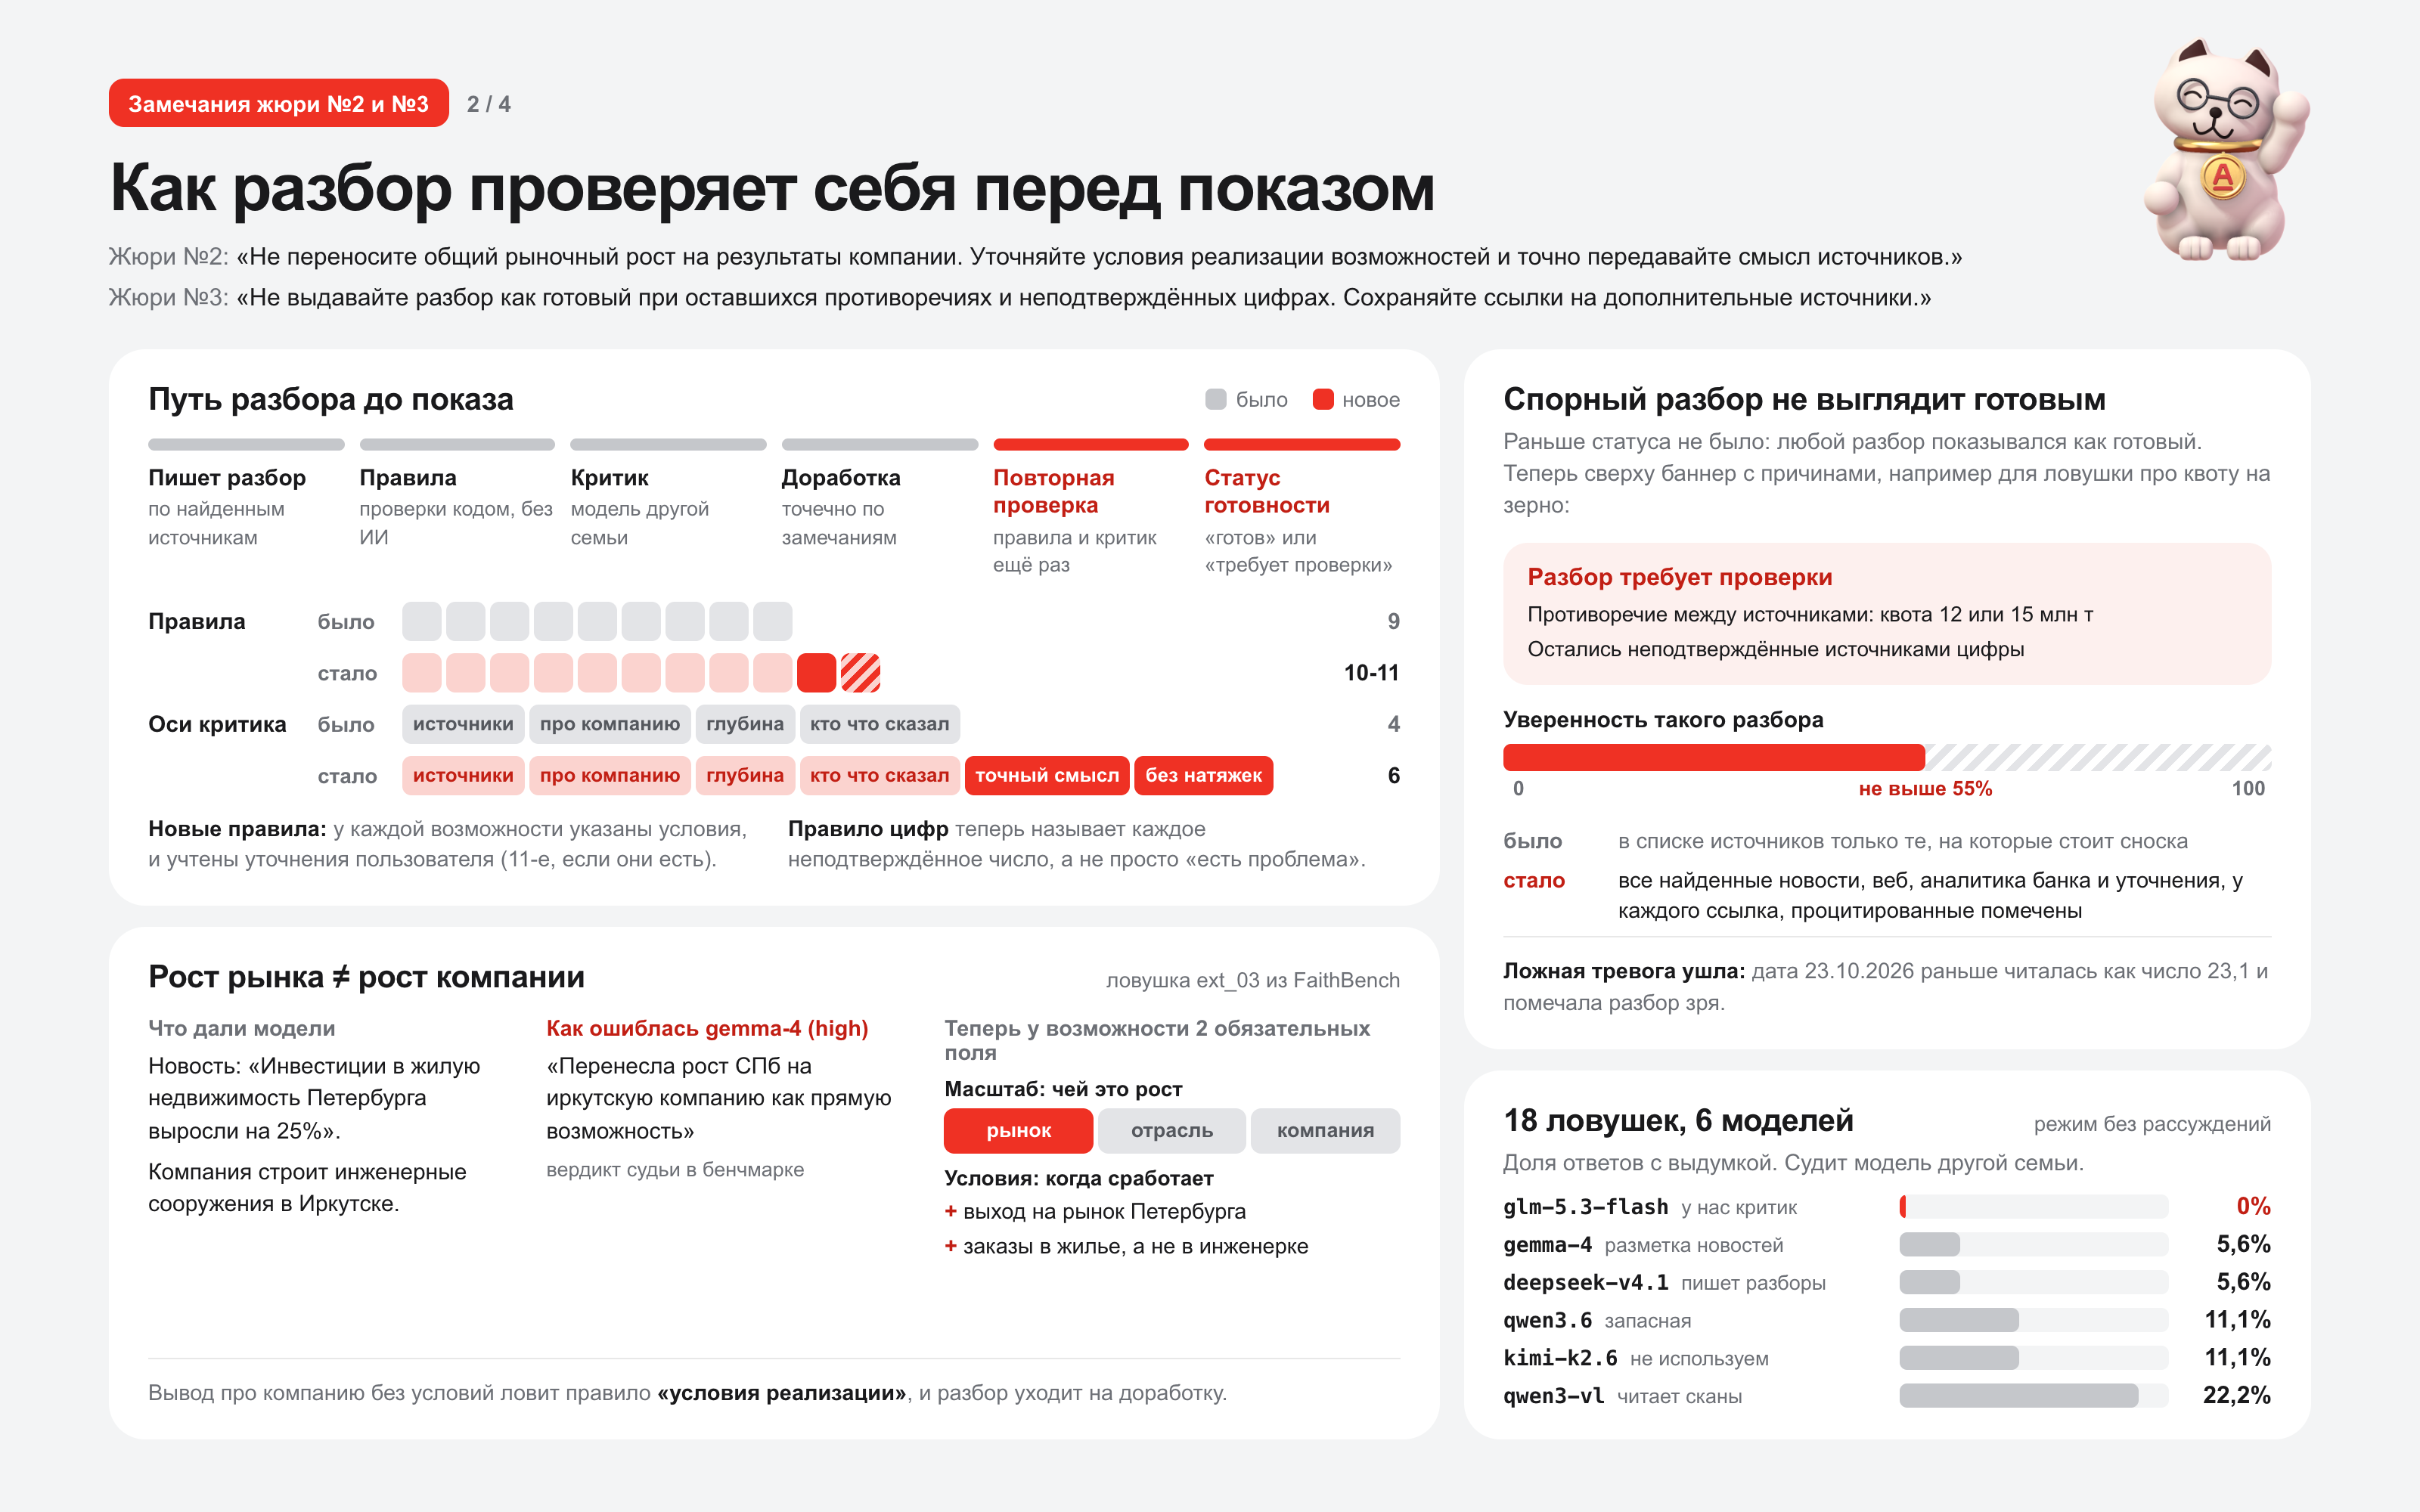 Замечания жюри №2 и №3
2 / 4
Как разбор проверяет себя перед показом
Жюри №2: «Не переносите общий рыночный рост на результаты компании. Уточняйте условия реализации возможностей и точно передавайте смысл источников.»
Жюри №3: «Не выдавайте разбор как готовый при оставшихся противоречиях и неподтверждённых цифрах. Сохраняйте ссылки на дополнительные источники.»
А
Путь разбора до показа
было
новое
Пишет разбор
по найденным
источникам
Правила
проверки кодом, без
ИИ
Критик
модель другой
семьи
Доработка
точечно по
замечаниям
Повторная
проверка
правила и критик
ещё раз
Статус
готовности
«готов» или
«требует проверки»
Правила
было
9
стало
10-11
Оси критика
было
источники
про компанию
глубина
кто что сказал
4
стало
источники
про компанию
глубина
кто что сказал
точный смысл
без натяжек
6
Новые правила: у каждой возможности указаны условия,
и учтены уточнения пользователя (11-е, если они есть).
Правило цифр теперь называет каждое
неподтверждённое число, а не просто «есть проблема».
Рост рынка ≠ рост компании
ловушка ext_03 из FaithBench
Что дали модели
Новость: «Инвестиции в жилую
недвижимость Петербурга
выросли на 25%».
Компания строит инженерные
сооружения в Иркутске.
Как ошиблась gemma-4 (high)
«Перенесла рост СПб на
иркутскую компанию как прямую
возможность»
вердикт судьи в бенчмарке
Теперь у возможности 2 обязательных
поля
Масштаб: чей это рост
рынок
отрасль
компания
Условия: когда сработает
+ выход на рынок Петербурга
+ заказы в жилье, а не в инженерке
Вывод про компанию без условий ловит правило «условия реализации», и разбор уходит на доработку.
Спорный разбор не выглядит готовым
Раньше статуса не было: любой разбор показывался как готовый.
Теперь сверху баннер с причинами, например для ловушки про квоту на
зерно:
Разбор требует проверки
Противоречие между источниками: квота 12 или 15 млн т
Остались неподтверждённые источниками цифры
Уверенность такого разбора
0
не выше 55%
100
было
в списке источников только те, на которые стоит сноска
стало
все найденные новости, веб, аналитика банка и уточнения, у
каждого ссылка, процитированные помечены
Ложная тревога ушла: дата 23.10.2026 раньше читалась как число 23,1 и
помечала разбор зря.
18 ловушек, 6 моделей
режим без рассуждений
Доля ответов с выдумкой. Судит модель другой семьи.
glm-5.3-flash у нас критик 0%
gemma-4 разметка новостей 5,6%
deepseek-v4.1 пишет разборы 5,6%
qwen3.6 запасная 11,1%
kimi-k2.6 не используем 11,1%
qwen3-vl читает сканы 22,2%